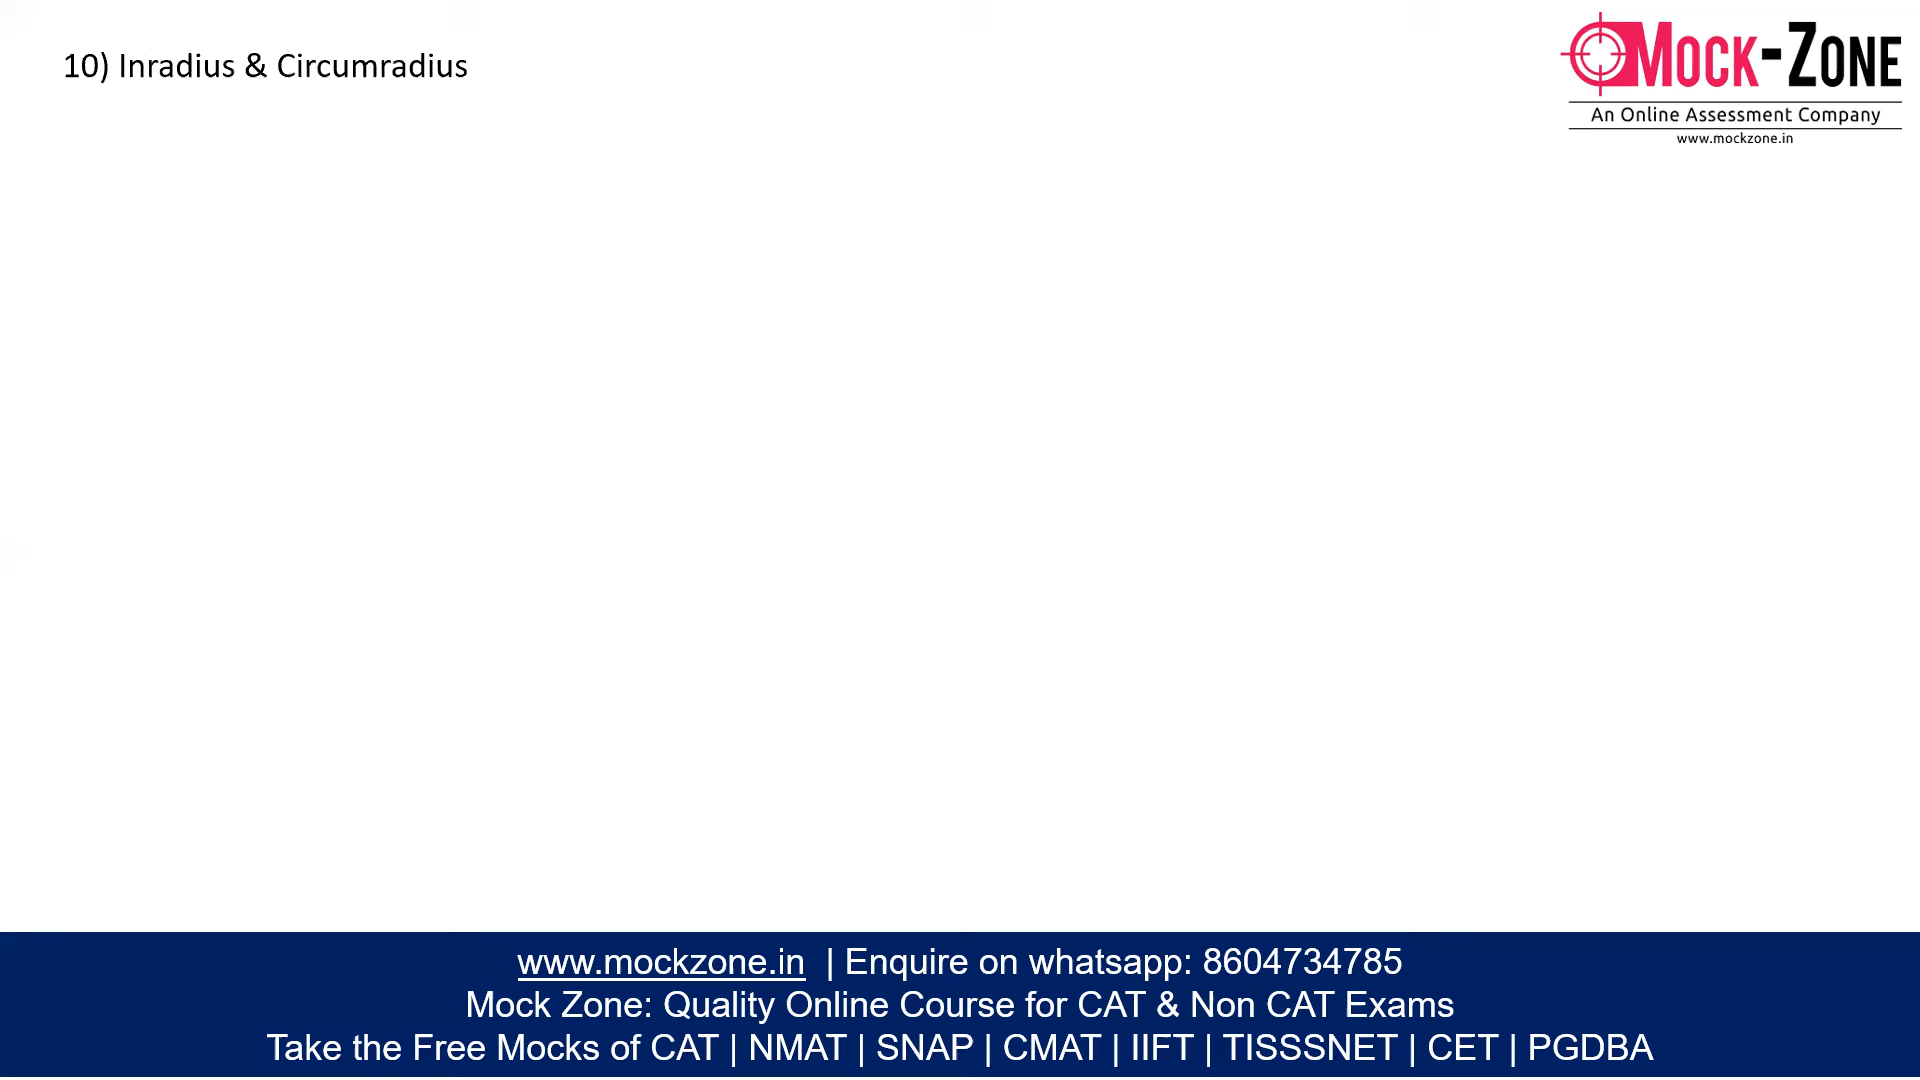 10) Inradius & Circumradius
MOCK-ZONE
An Online Assessment Company
www.mockzone.in
www.mockzone.in | Enquire on whatsapp: 8604734785
Mock Zone: Quality Online Course for CAT & Non CAT Exams
Take the Free Mocks of CAT | NMAT | SNAP | CMAT | IIFT | TISSSNET | CET | PGDBA